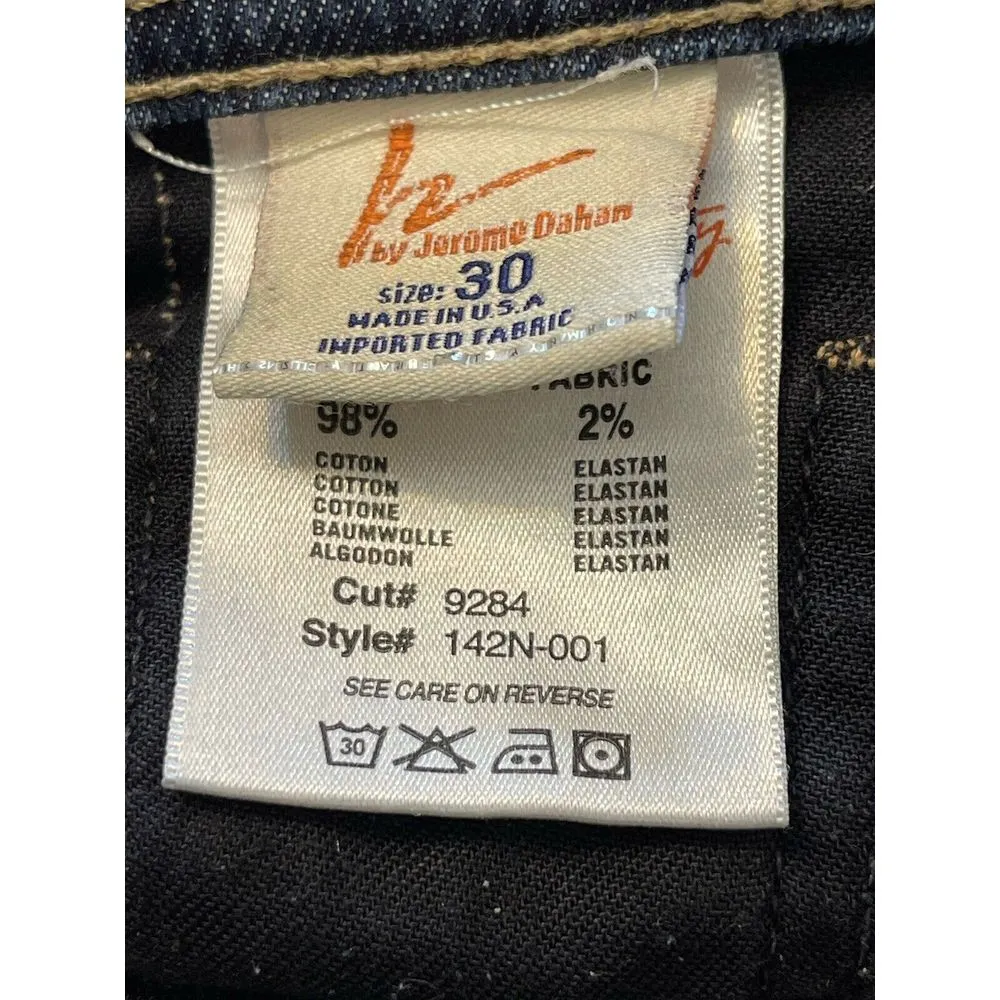 by Jerome Dahan
size: 30
MADE IN U.S.A
IMPORTED FABRIC
FABRIC
98% 2%
COTON ELASTAN
COTTON ELASTAN
COTONE ELASTAN
BAUMWOLLE ELASTAN
ALGODON ELASTAN
Cut# 9284
Style# 142N-001
SEE CARE ON REVERSE
30